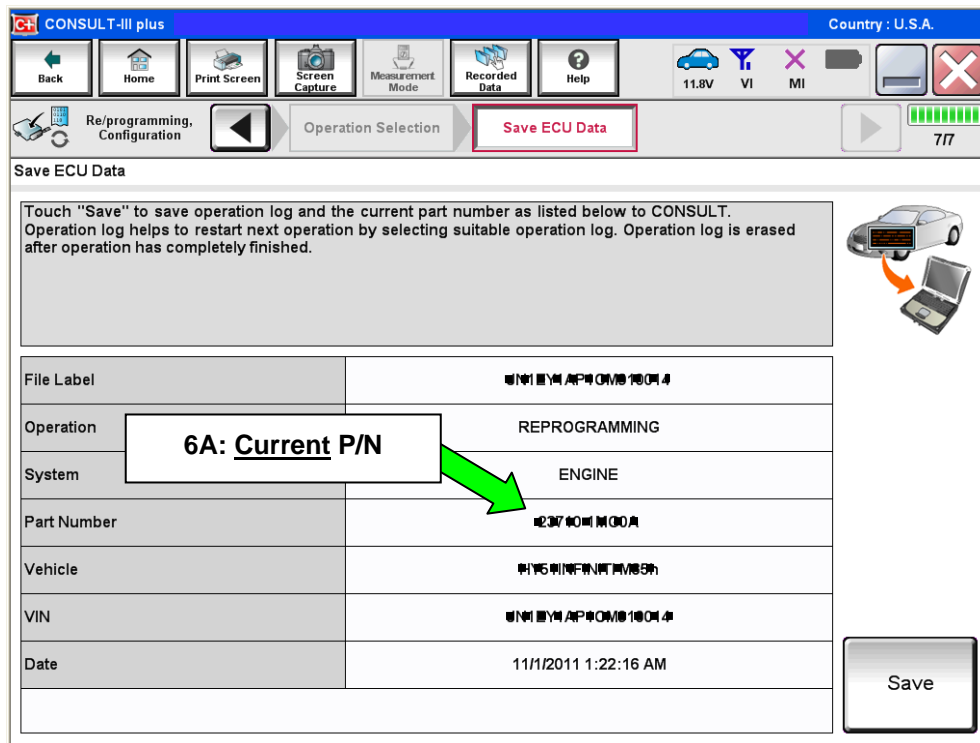 C+ CONSULT-III plus
Country : U.S.A.
Back
Home
Print Screen
Screen
Capture
Measurement
Mode
Recorded
Data
Help
11.8V
VI
MI
Re/programming,
Configuration
Operation Selection
Save ECU Data
7/7
Save ECU Data
Touch "Save" to save operation log and the current part number as listed below to CONSULT.
Operation log helps to restart next operation by selecting suitable operation log. Operation log is erased
after operation has completely finished.
File Label
Operation
REPROGRAMMING
6A: Current P/N
System
ENGINE
Part Number
Vehicle
VIN
Date
11/1/2011 1:22:16 AM
Save